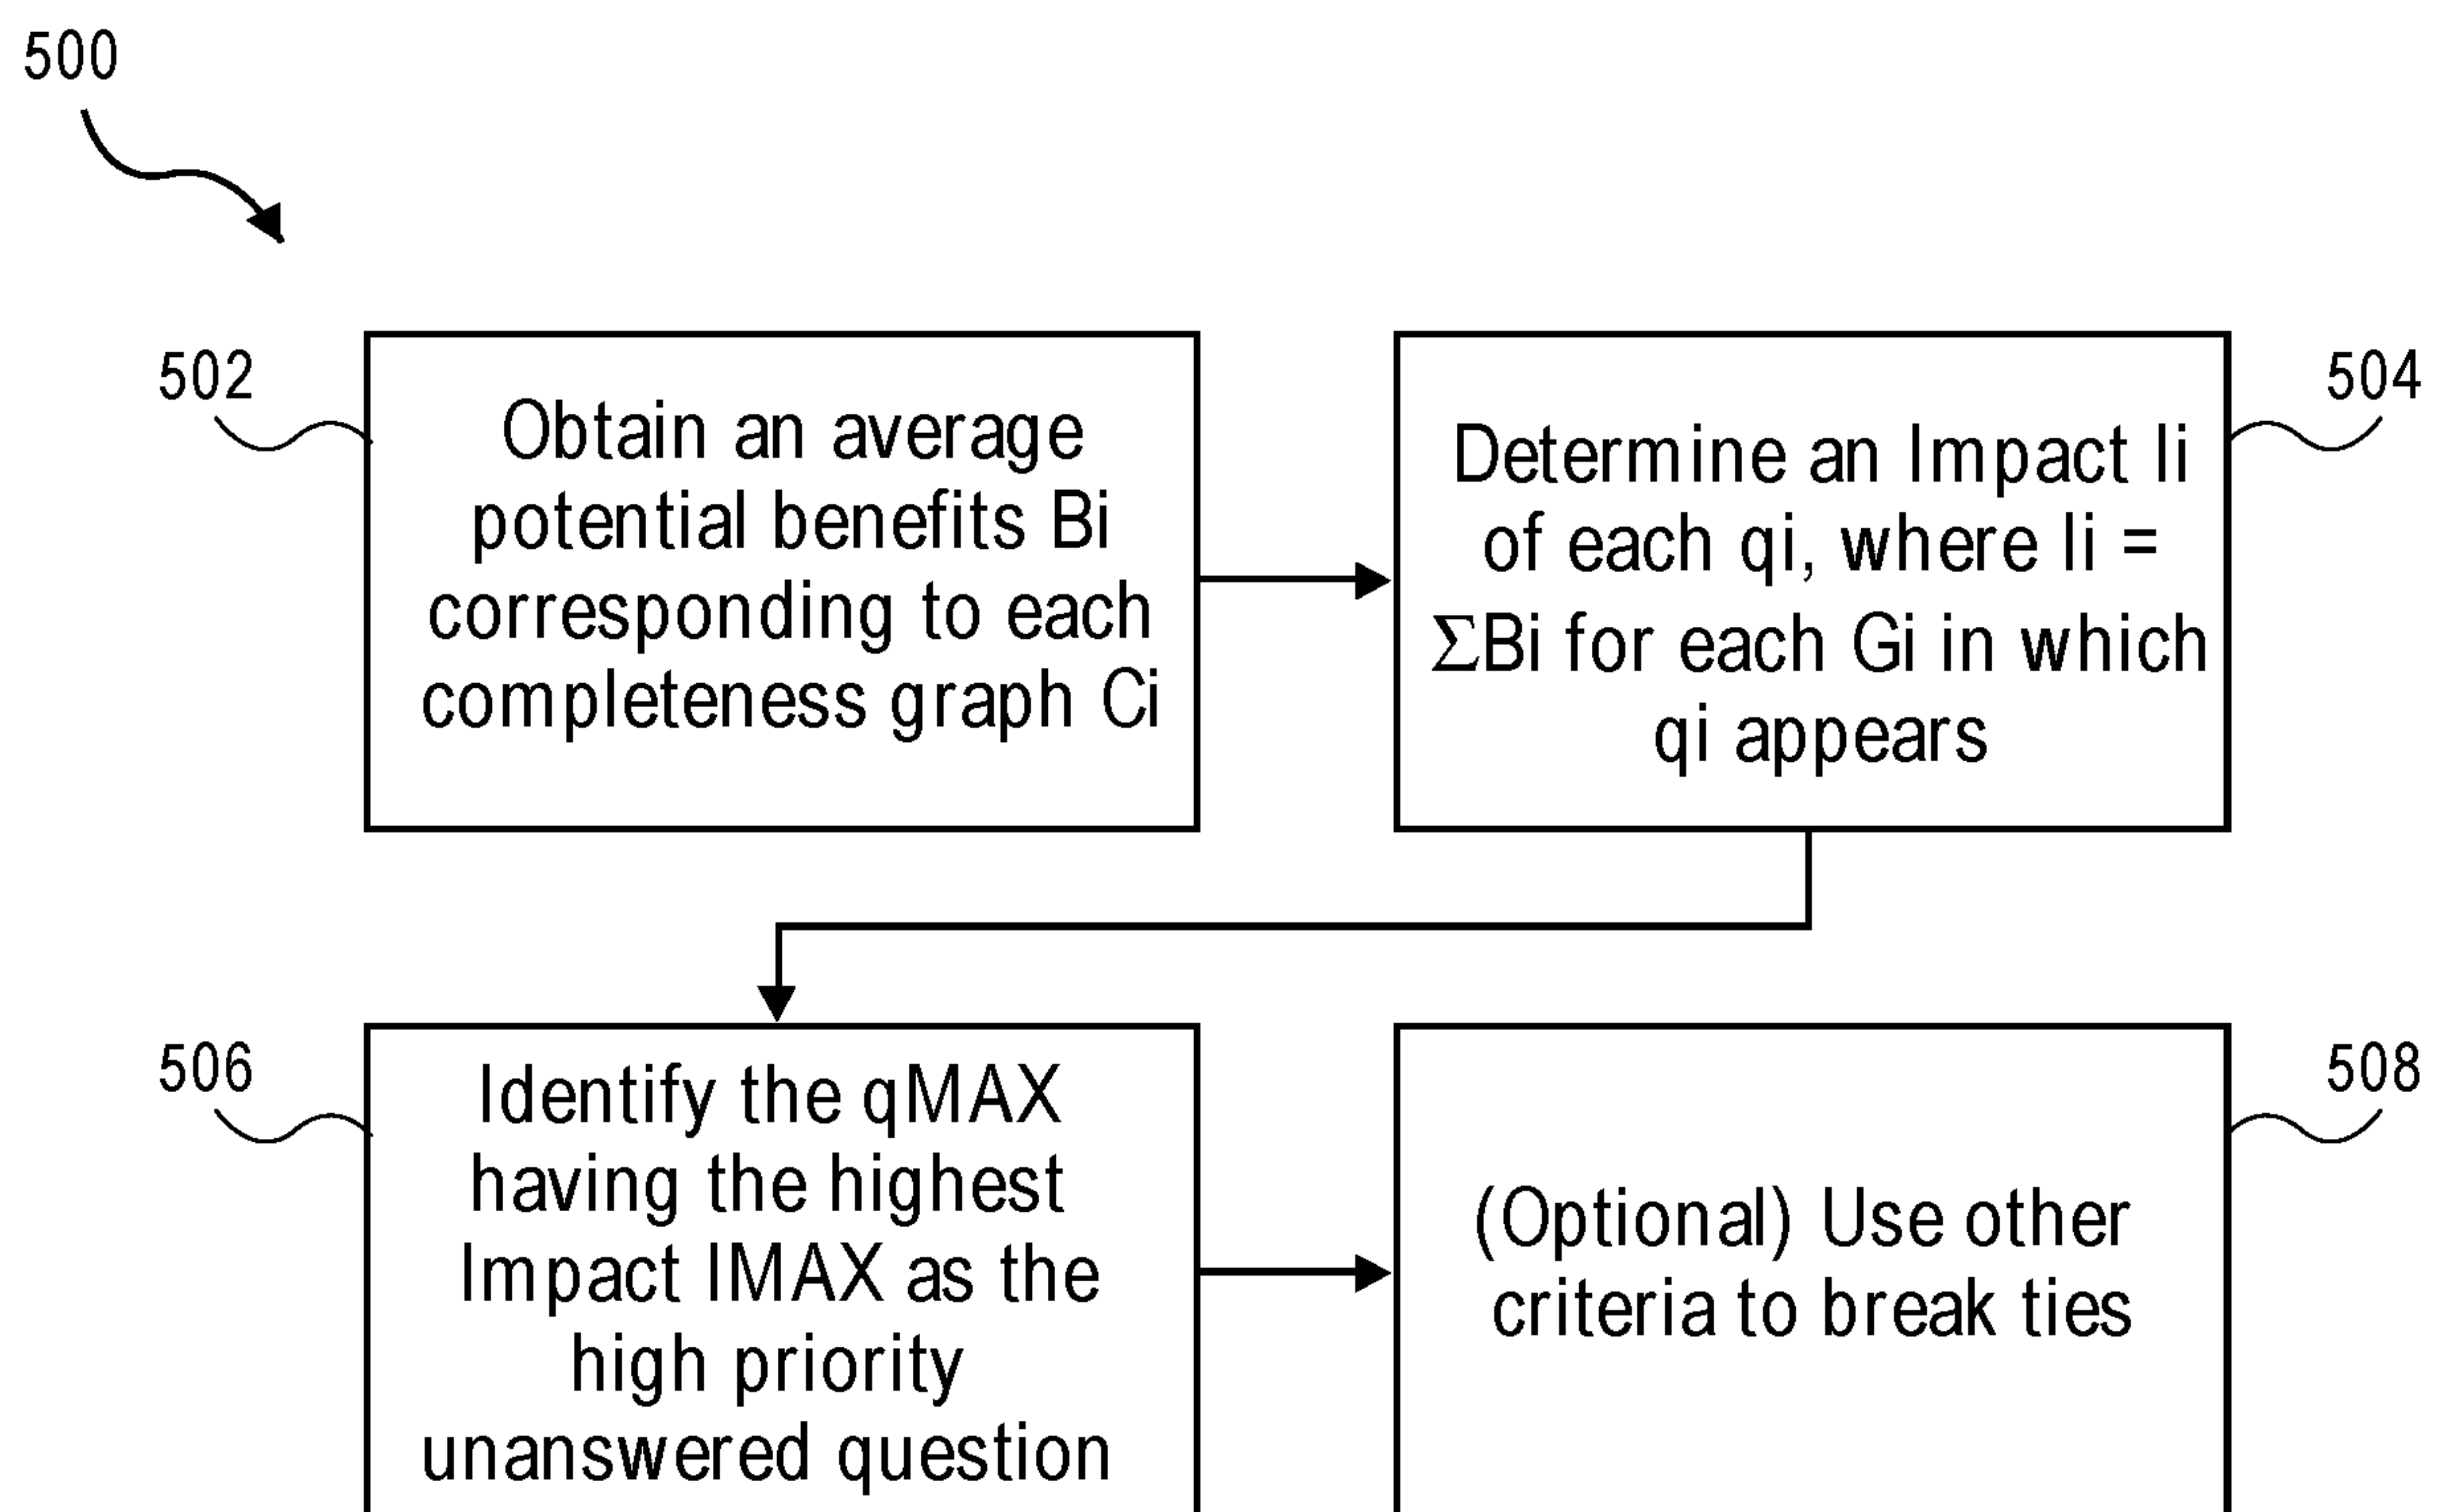 500
502
Obtain an average
potential benefits Bi
corresponding to each
completeness graph Ci
504
Determine an Impact Ii
of each qi, where Ii =
ΣBi for each Gi in which
qi appears
506
Identify the qMAX
having the highest
Impact IMAX as the
high priority
unanswered question
508
(Optional) Use other
criteria to break ties